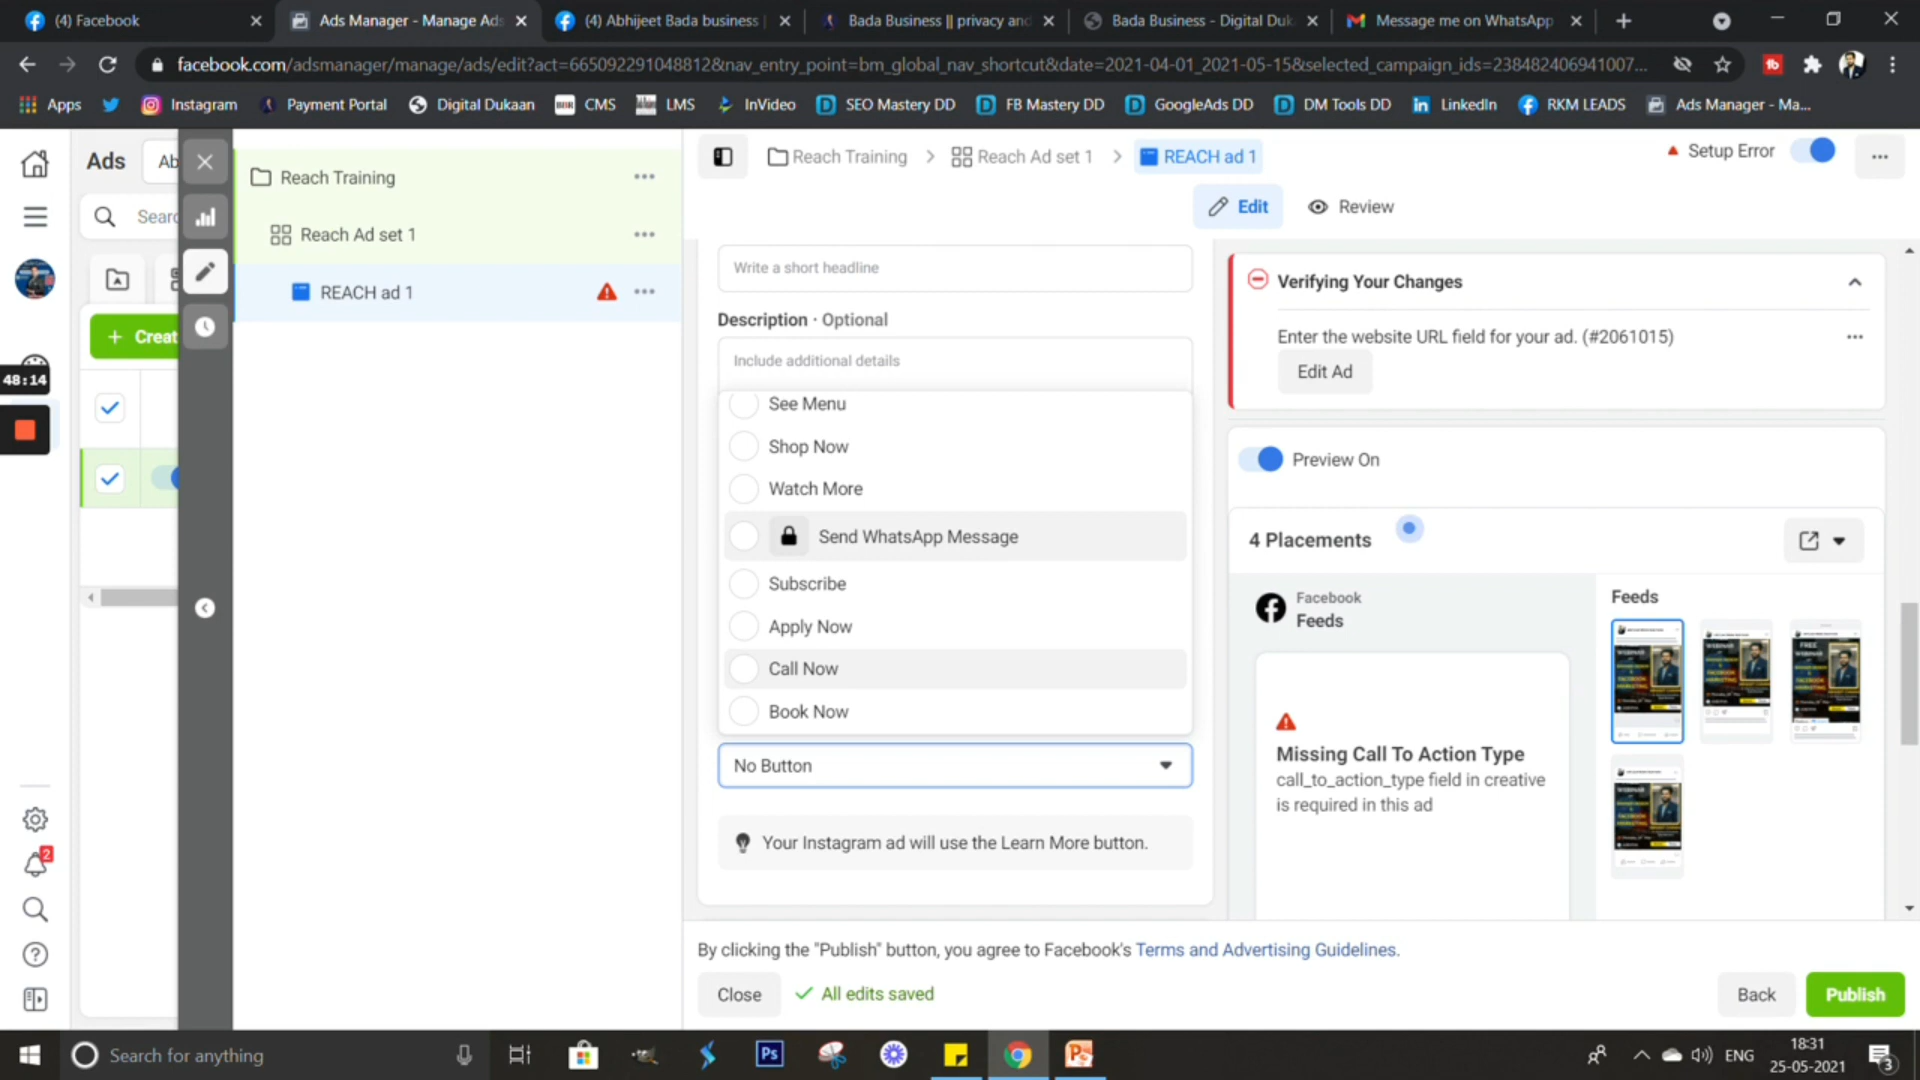 (4) Facebook
Ads Manager - Manage Ads
(4) Abhijeet Bada business |
Bada Business || privacy and
Bada Business - Digital Duk
Message me on WhatsApp
facebook.com/adsmanager/manage/ads/edit?act=665092291048812&nav_entry_point=bm_global_nav_shortcut&date=2021-04-01_2021-05-15&selected_campaign_ids=238482406941007...
Apps
Instagram
Payment Portal
Digital Dukaan
CMS
LMS
InVideo
SEO Mastery DD
FB Mastery DD
GoogleAds DD
DM Tools DD
LinkedIn
RKM LEADS
Ads Manager - Ma...
Ads
Ab
Searc
+ Creat
48:14
2
Reach Training
Reach Ad set 1
REACH ad 1
Reach Training > Reach Ad set 1 > REACH ad 1
Setup Error
Edit
Review
Write a short headline
Description · Optional
Include additional details
See Menu
Shop Now
Watch More
Send WhatsApp Message
Subscribe
Apply Now
Call Now
Book Now
No Button
Your Instagram ad will use the Learn More button.
Verifying Your Changes
Enter the website URL field for your ad. (#2061015)
Edit Ad
Preview On
4 Placements
Facebook
Feeds
Missing Call To Action Type
call_to_action_type field in creative
is required in this ad
Feeds
By clicking the "Publish" button, you agree to Facebook's Terms and Advertising Guidelines.
Close
All edits saved
Back
Publish
Search for anything
Ps
ENG
18:31
25-05-2021
3